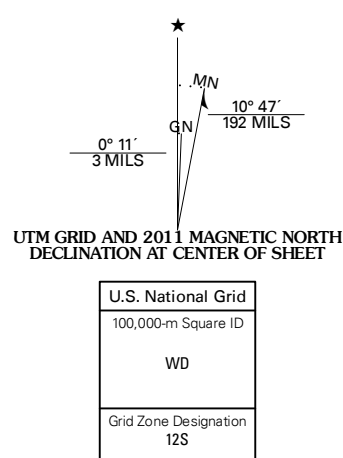 ★
MN
GN
10° 47´
192 MILS
0° 11´
3 MILS
UTM GRID AND 2011 MAGNETIC NORTH
DECLINATION AT CENTER OF SHEET
U.S. National Grid
100,000-m Square ID
WD
Grid Zone Designation
12S